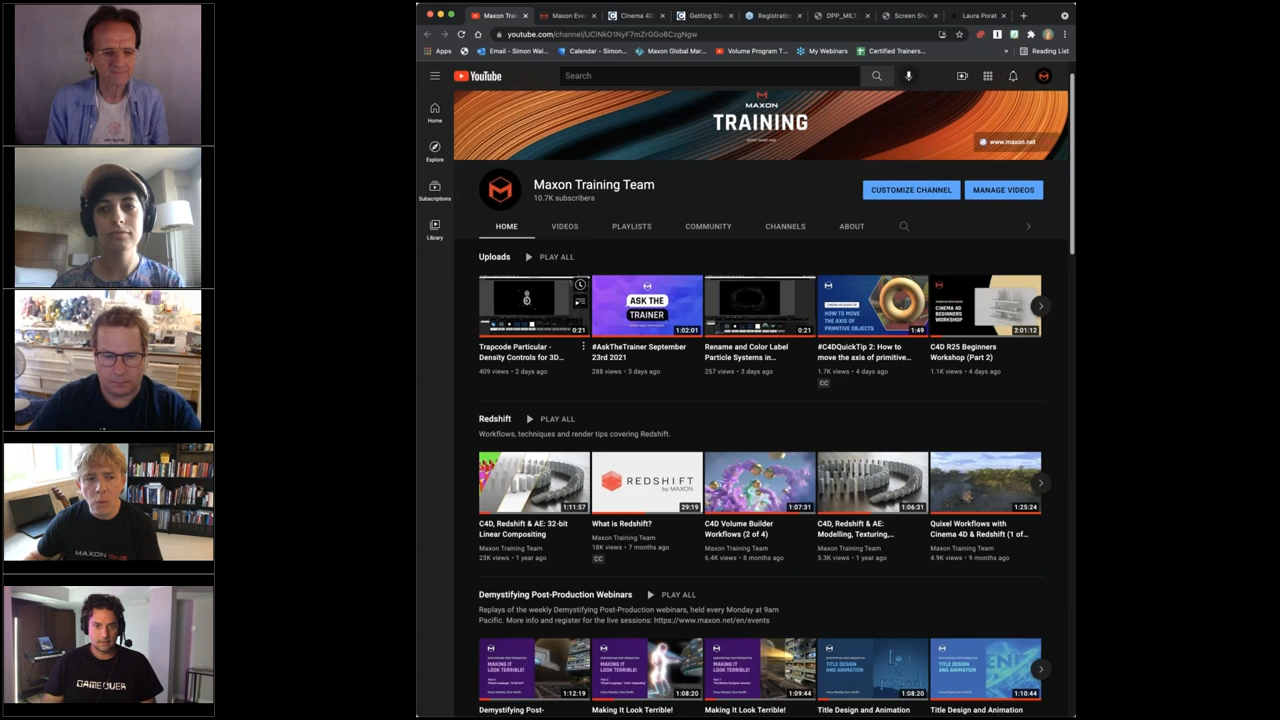 Maxon Trai
Maxon Eve
Cinema 4D
Getting Ste
Registratio
DPP_MILT_
Screen Sh
Laura Porat
youtube.com/channel/UCiNkO1NyF7mZrGGo6CzgNgw
Apps
Email - Simon Wal...
Calendar - Simon...
Maxon Global Mar...
Volume Program T...
My Webinars
Certified Trainers...
»
Reading List
YouTube
Search
Home
Explore
Subscriptions
Library
MAXON
TRAINING
www.maxon.net
Maxon Training Team
10.7K subscribers
CUSTOMIZE CHANNEL
MANAGE VIDEOS
HOME
VIDEOS
PLAYLISTS
COMMUNITY
CHANNELS
ABOUT
Uploads
PLAY ALL
0:21
ASK THE
TRAINER
1:02:01
0:21
HOW TO MOVE
THE AXIS OF
PRIMITIVE OBJECTS
1:49
CINEMA 4D
BEGINNERS
WORKSHOP
2:01:12
Trapcode Particular -
Density Controls for 3D...
409 views • 2 days ago
#AskTheTrainer September
23rd 2021
288 views • 3 days ago
Rename and Color Label
Particle Systems in...
257 views • 3 days ago
#C4DQuickTip 2: How to
move the axis of primitive...
1.7K views • 4 days ago
CC
C4D R25 Beginners
Workshop (Part 2)
1.1K views • 4 days ago
Redshift
PLAY ALL
Workflows, techniques and render tips covering Redshift.
1:11:57
REDSHIFT
BY MAXON
29:19
1:07:31
1:06:31
1:25:24
C4D, Redshift & AE: 32-bit
Linear Compositing
Maxon Training Team
23K views • 1 year ago
What is Redshift?
Maxon Training Team
18K views • 7 months ago
CC
C4D Volume Builder
Workflows (2 of 4)
Maxon Training Team
6.4K views • 8 months ago
C4D, Redshift & AE:
Modelling, Texturing,...
Maxon Training Team
5.3K views • 1 year ago
Quixel Workflows with
Cinema 4D & Redshift (1 of...
Maxon Training Team
4.9K views • 9 months ago
Demystifying Post-Production Webinars
PLAY ALL
Replays of the weekly Demystifying Post-Production webinars, held every Monday at 9am
Pacific. More info and register for the live sessions: https://www.maxon.net/en/events
MAKING IT
LOOK TERRIBLE!
1:12:19
MAKING IT
LOOK TERRIBLE!
1:08:20
MAKING IT
LOOK TERRIBLE!
1:09:44
TITLE DESIGN
AND ANIMATION
1:08:20
TITLE DESIGN
AND ANIMATION
1:10:44
Demystifying Post-
Making It Look Terrible!
Making It Look Terrible!
Title Design and Animation
Title Design and Animation
MAXON
GAME OVER